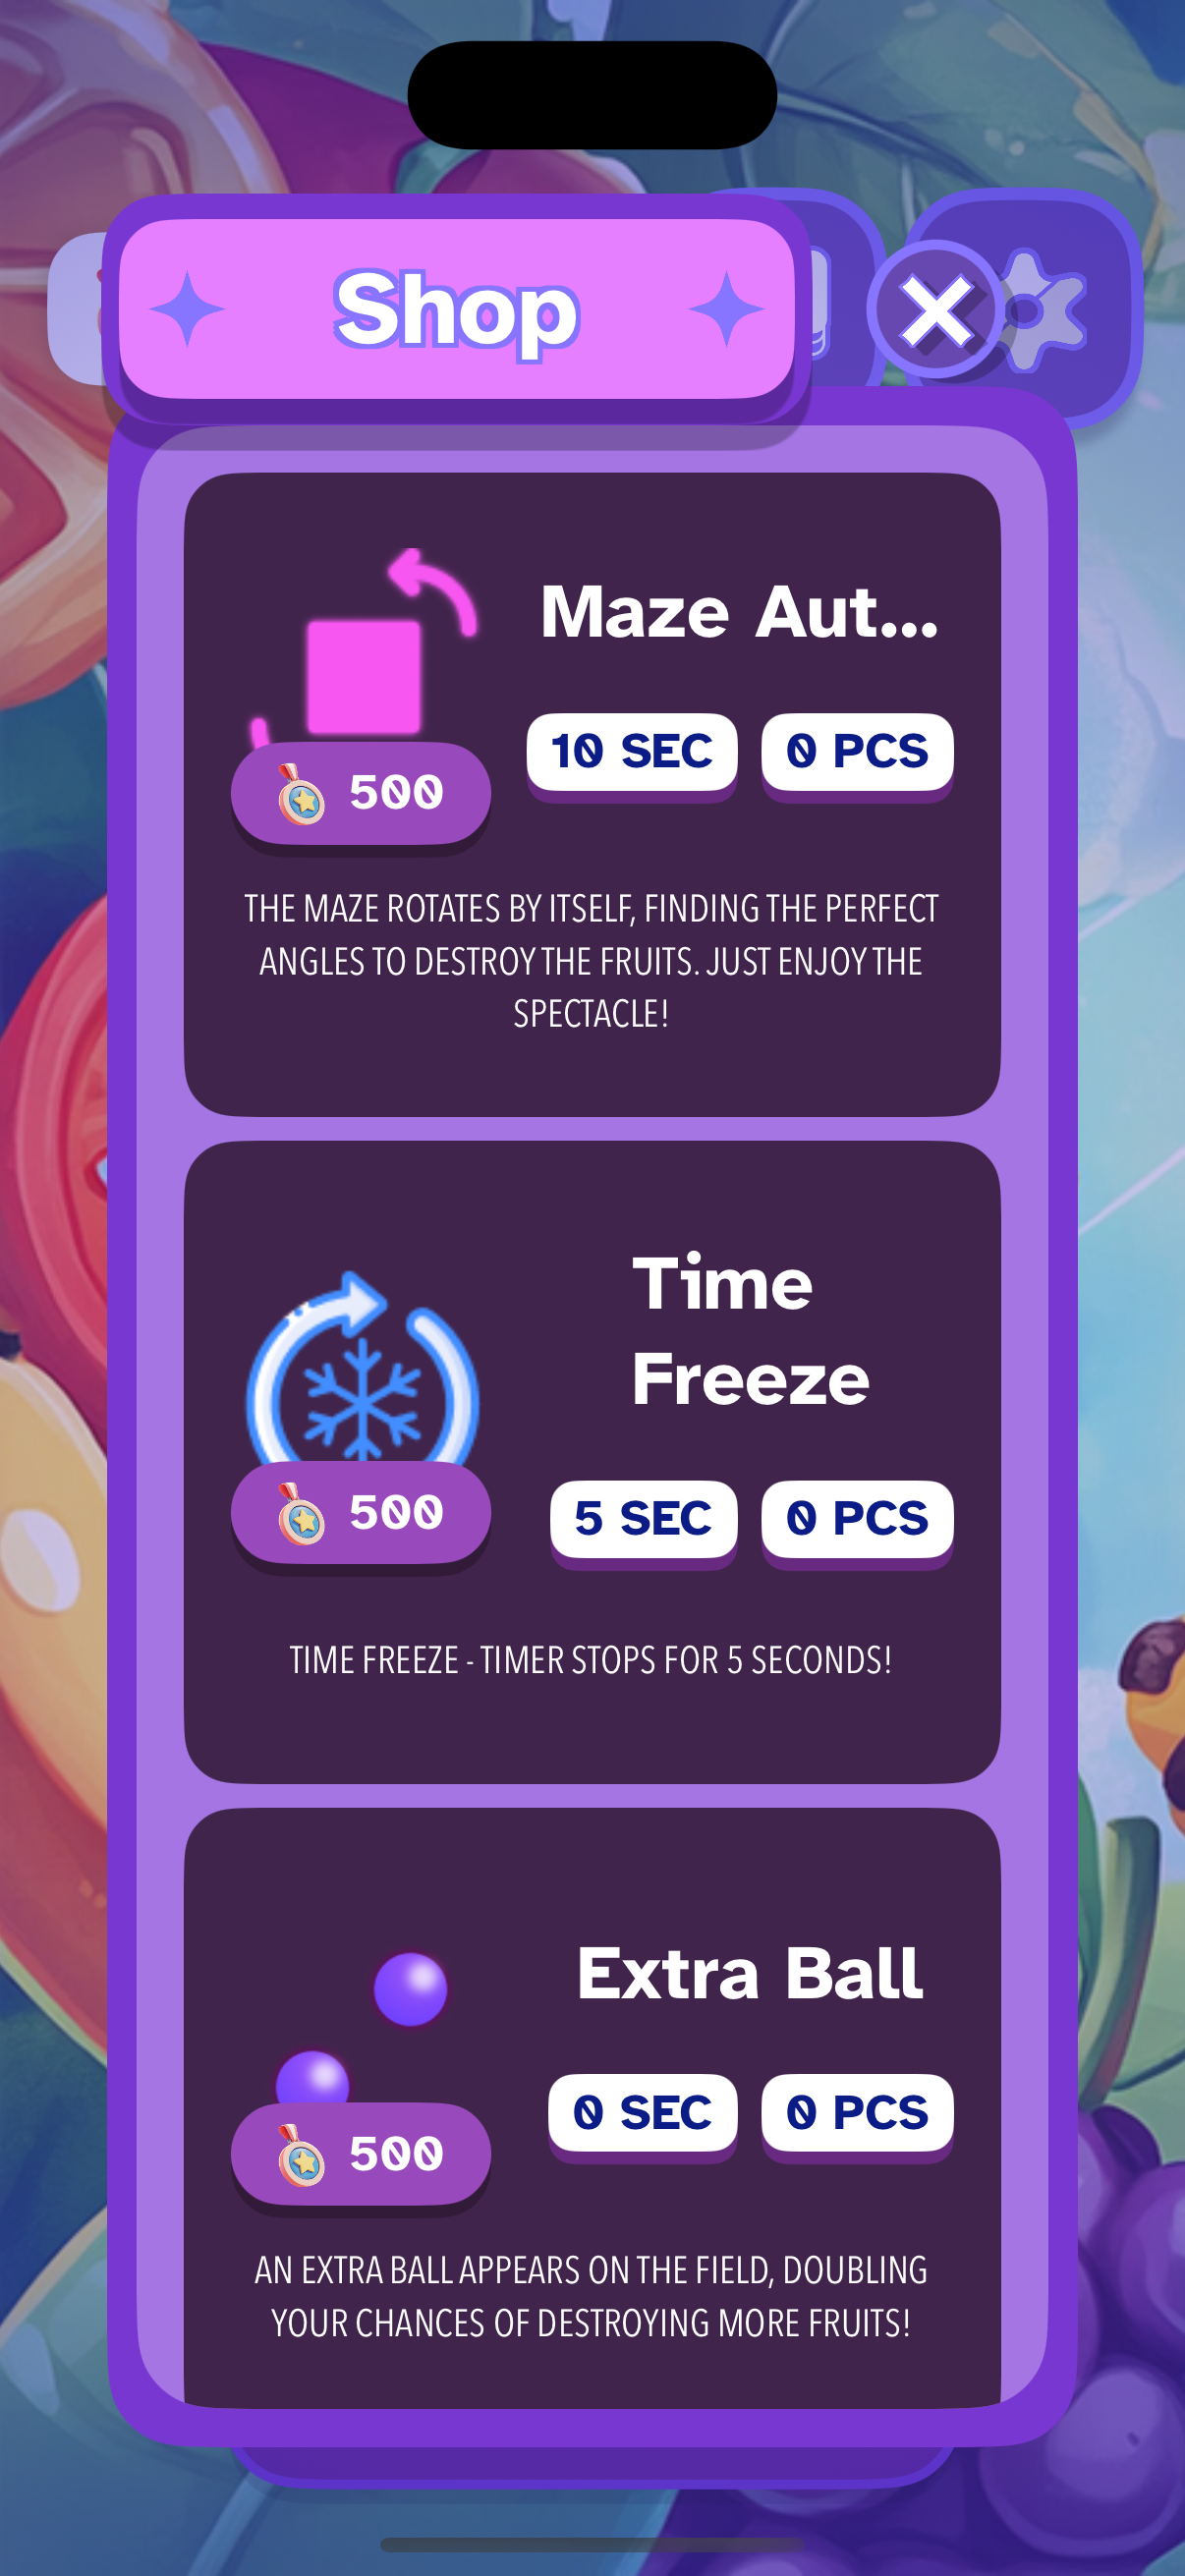 Shop
Maze Aut...
10 SEC
0 PCS
500
THE MAZE ROTATES BY ITSELF, FINDING THE PERFECT
ANGLES TO DESTROY THE FRUITS. JUST ENJOY THE
SPECTACLE!
Time
Freeze
5 SEC
0 PCS
500
TIME FREEZE - TIMER STOPS FOR 5 SECONDS!
Extra Ball
0 SEC
0 PCS
500
AN EXTRA BALL APPEARS ON THE FIELD, DOUBLING
YOUR CHANCES OF DESTROYING MORE FRUITS!